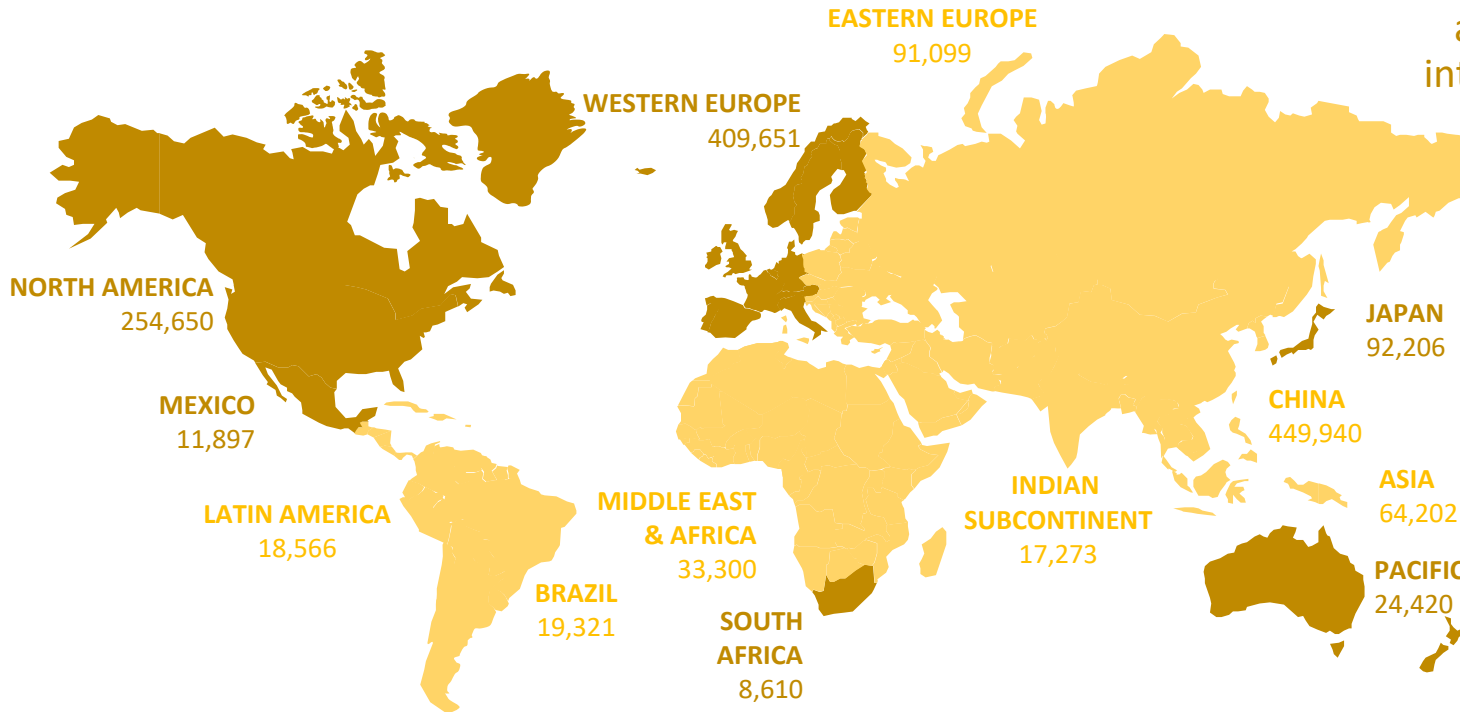 EASTERN EUROPE
91,099
WESTERN EUROPE
409,651
NORTH AMERICA
254,650
JAPAN
92,206
MEXICO
11,897
CHINA
449,940
LATIN AMERICA
18,566
MIDDLE EAST
& AFRICA
33,300
INDIAN
SUBCONTINENT
17,273
ASIA
64,202
BRAZIL
19,321
PACIFIC
24,420
SOUTH
AFRICA
8,610